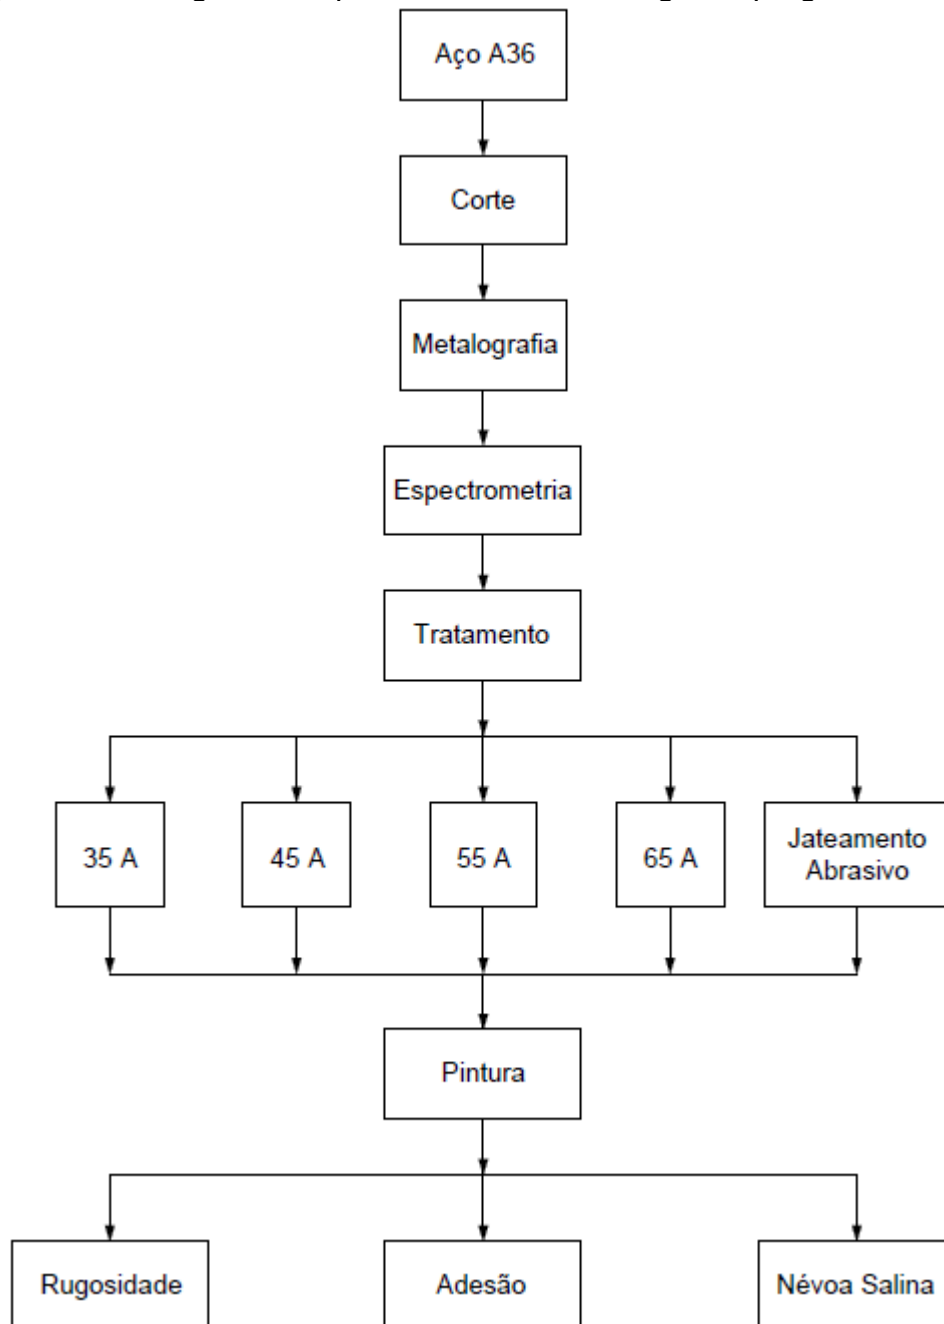 Aço A36
Corte
Metalografia
Espectrometria
Tratamento
35 A
45 A
55 A
65 A
Jateamento
Abrasivo
Pintura
Rugosidade
Adesão
Névoa Salina